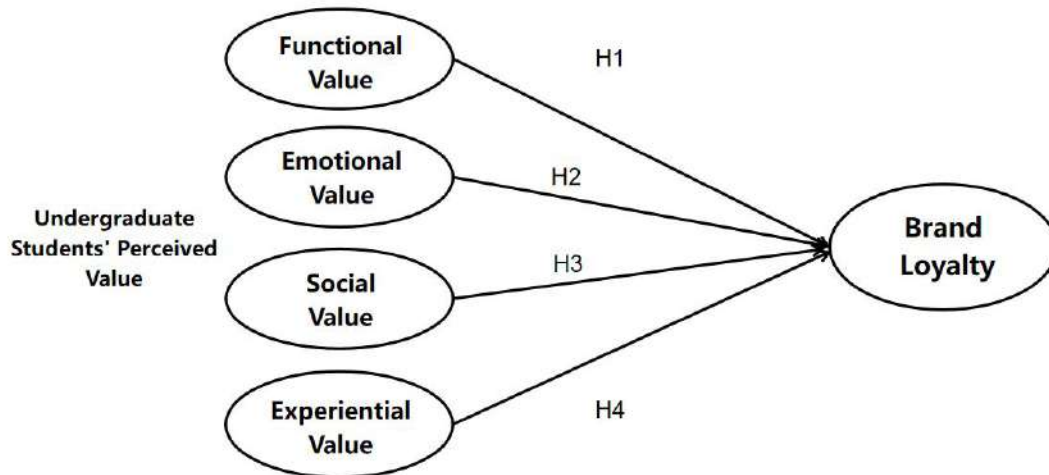 Functional
Value
H1
Emotional
Value
H2
Undergraduate
Students' Perceived
Value
Brand
Loyalty
Social
Value
H3
Experiential
Value
H4